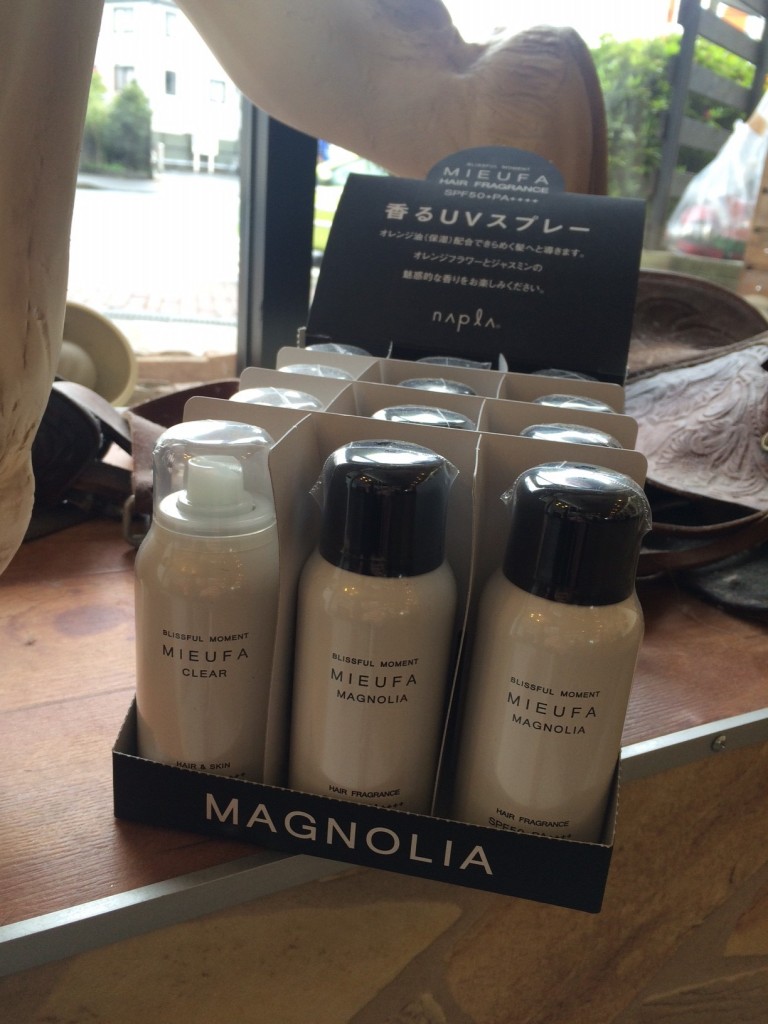 BLISSFUL MOMENT
MIEUFA
HAIR FRAGRANCE
SPF50+PA++++
香るUVスプレー
オレンジ油(保湿)配合できらめく髪へと導きます。
オレンジフラワーとジャスミンの
魅惑的な香りをお楽しみください。
napla
BLISSFUL MOMENT
MIEUFA
CLEAR
HAIR & SKIN
BLISSFUL MOMENT
MIEUFA
MAGNOLIA
HAIR FRAGRANCE
BLISSFUL MOMENT
MIEUFA
MAGNOLIA
HAIR FRAGRANCE
SPF50+PA++++
MAGNOLIA